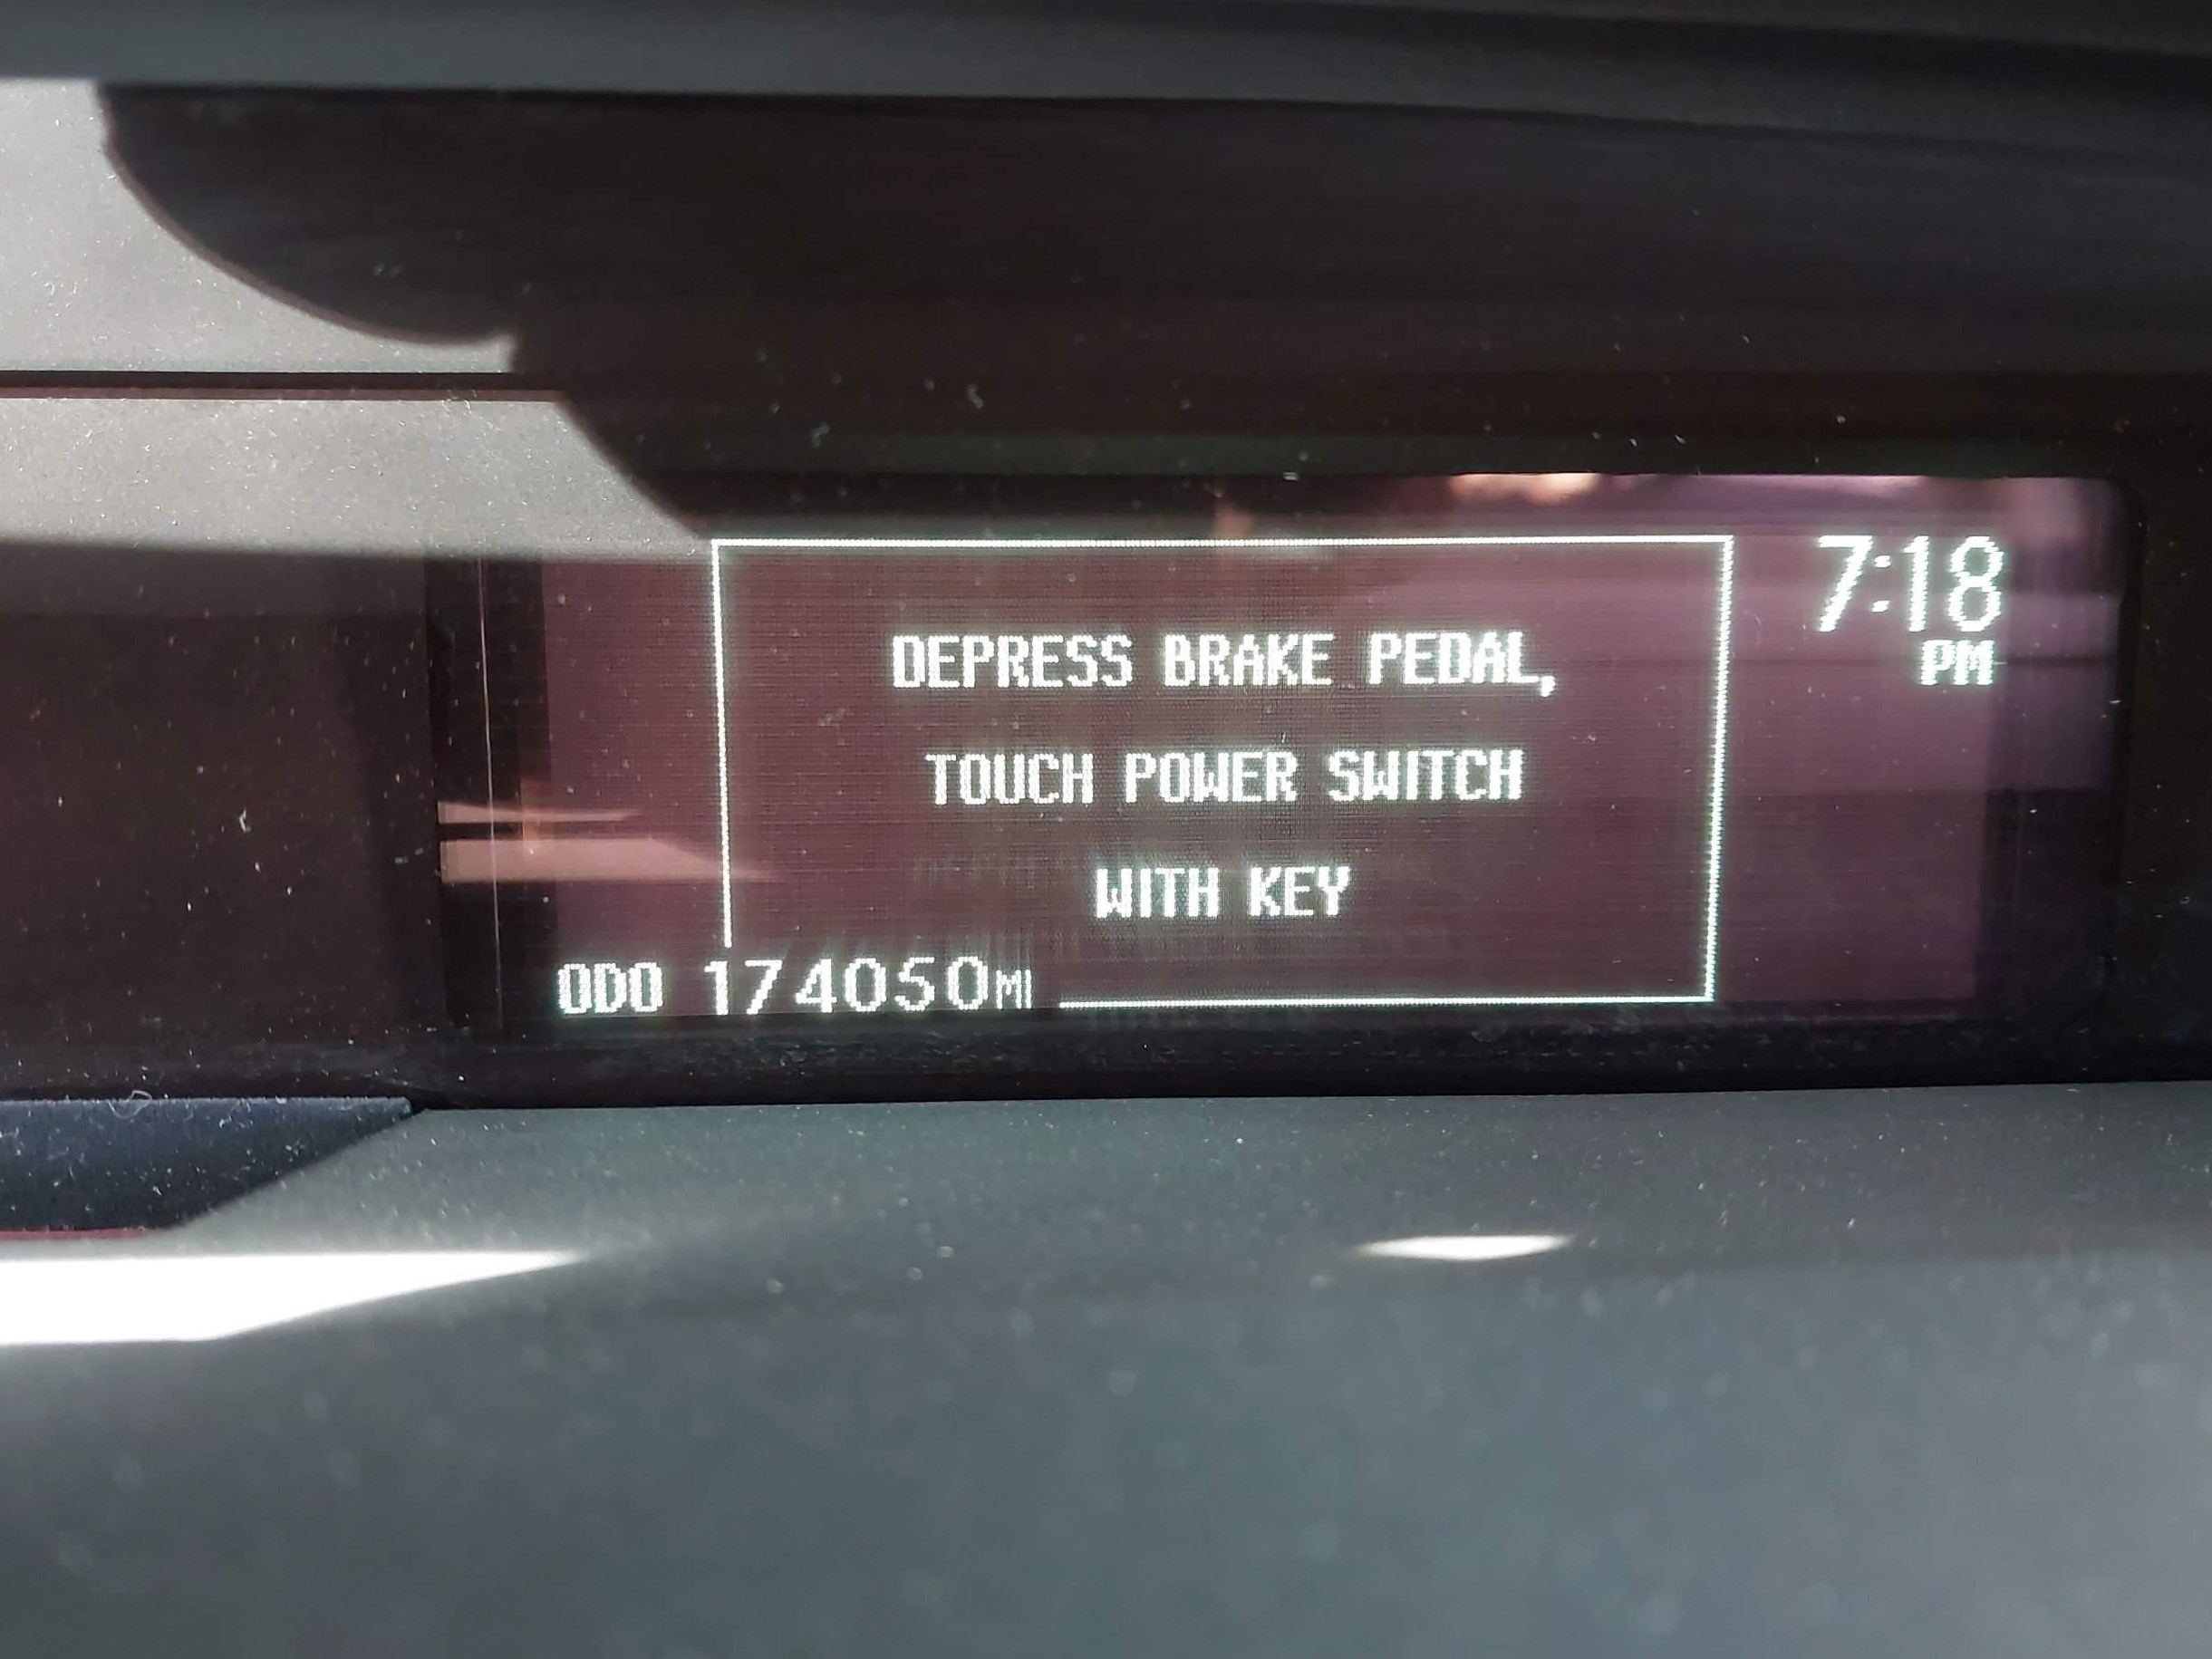 7:18
PM
DEPRESS BRAKE PEDAL,
TOUCH POWER SWITCH
WITH KEY
ODO 174050MI